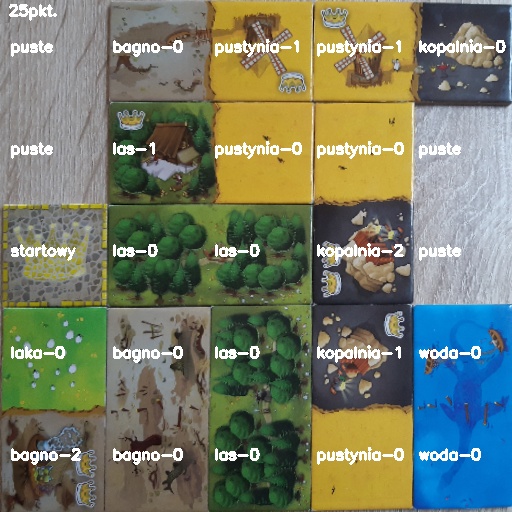 25pkt.
puste bagno-0 pustynia-1 pustynia-1 kopalnia-0
puste las-1 pustynia-0 pustynia-0 puste
startowy las-0 las-0 kopalnia-2 puste
laka-0 bagno-0 las-0 kopalnia-1 woda-0
bagno-2 bagno-0 las-0 pustynia-0 woda-0